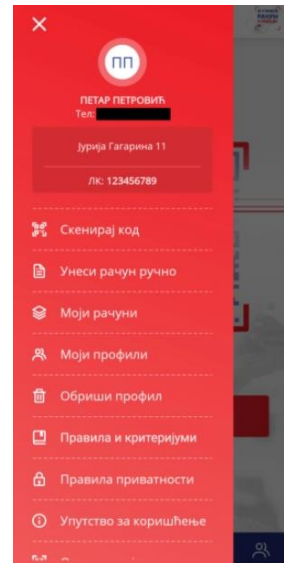 ПП
ПЕТАР ПЕТРОВИЋ
Тел:
Јурија Гагарина 11
ЛК: 123456789
Скенирај код
Унеси рачун ручно
Моји рачуни
Моји профили
Обриши профил
Правила и критеријуми
Правила приватности
Упутство за коришћење